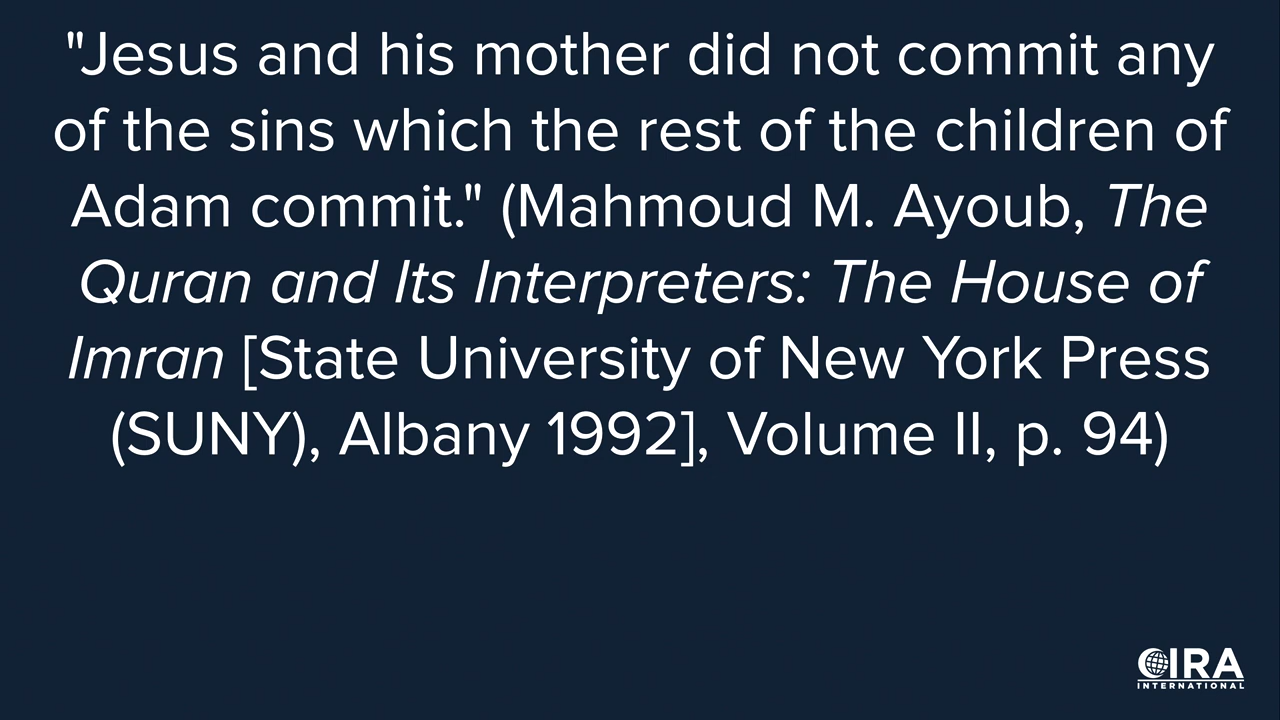 "Jesus and his mother did not commit any
of the sins which the rest of the children of
Adam commit." (Mahmoud M. Ayoub, The
Quran and Its Interpreters: The House of
Imran [State University of New York Press
(SUNY), Albany 1992], Volume II, p. 94)
CIRA
INTERNATIONAL